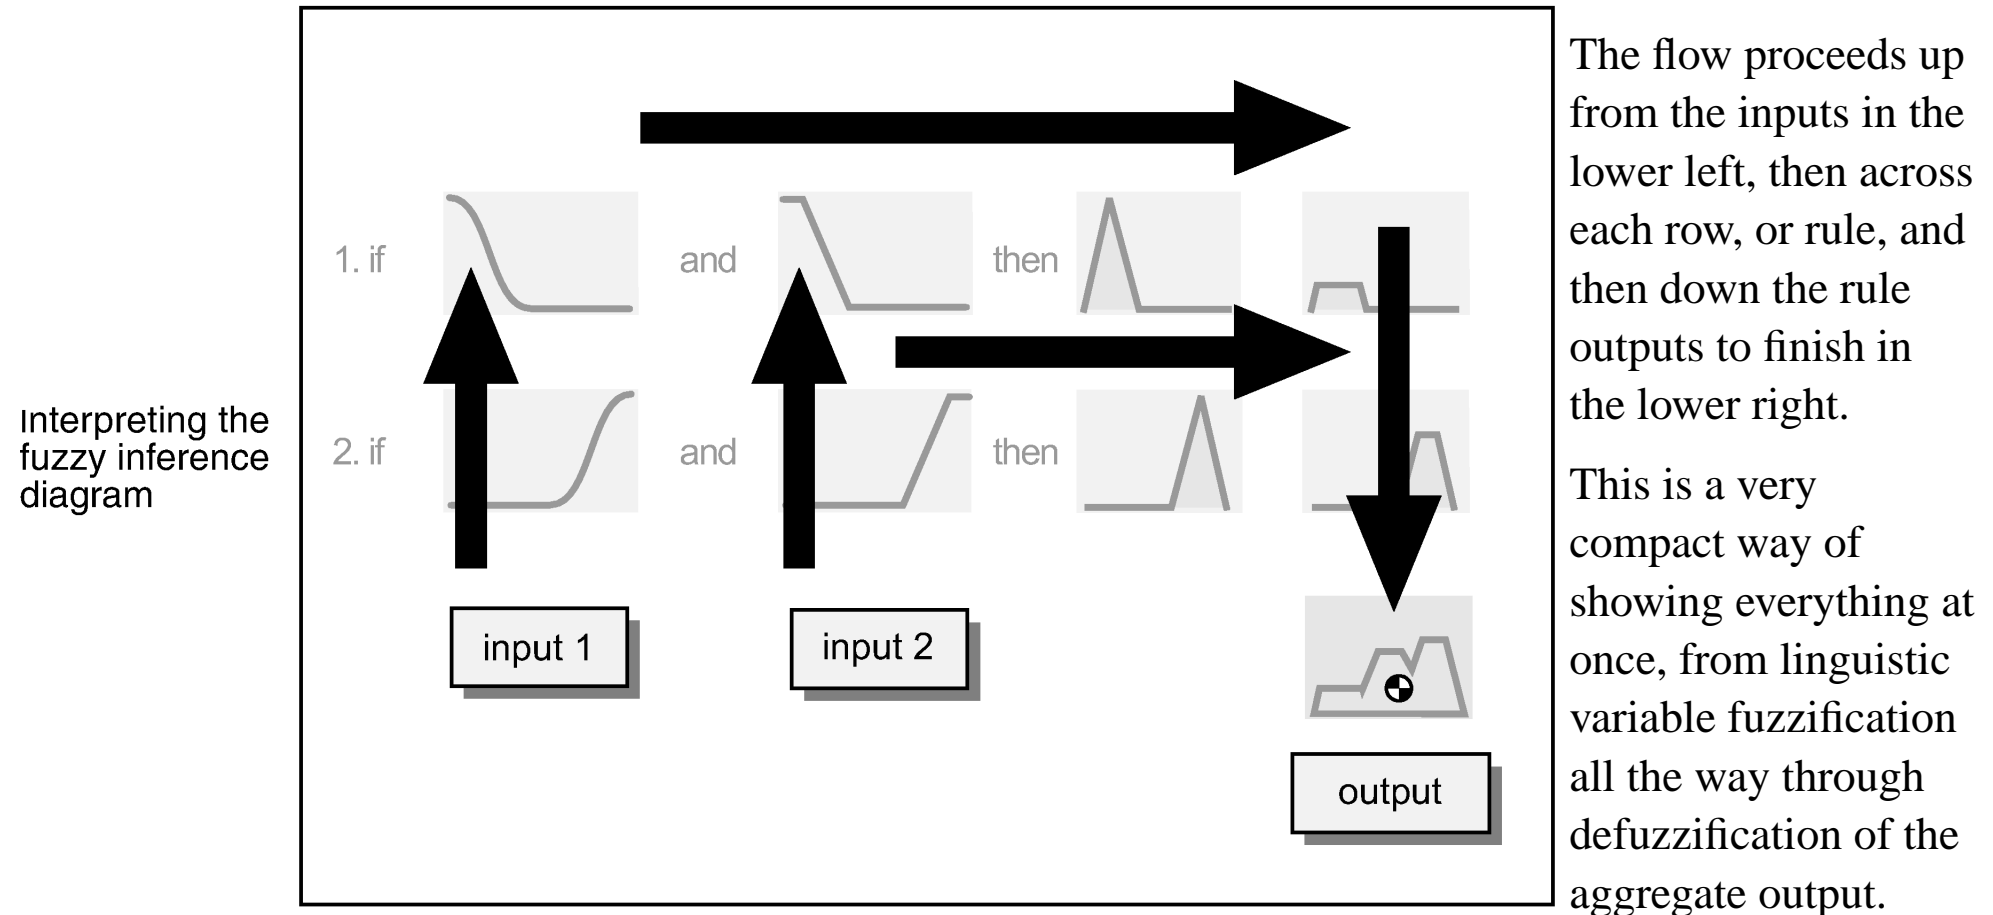 Interpreting the
fuzzy inference
diagram
1. if
and
then
2. if
and
then
input 1
input 2
output
The flow proceeds up
from the inputs in the
lower left, then across
each row, or rule, and
then down the rule
outputs to finish in
the lower right.
This is a very
compact way of
showing everything at
once, from linguistic
variable fuzzification
all the way through
defuzzification of the
aggregate output.